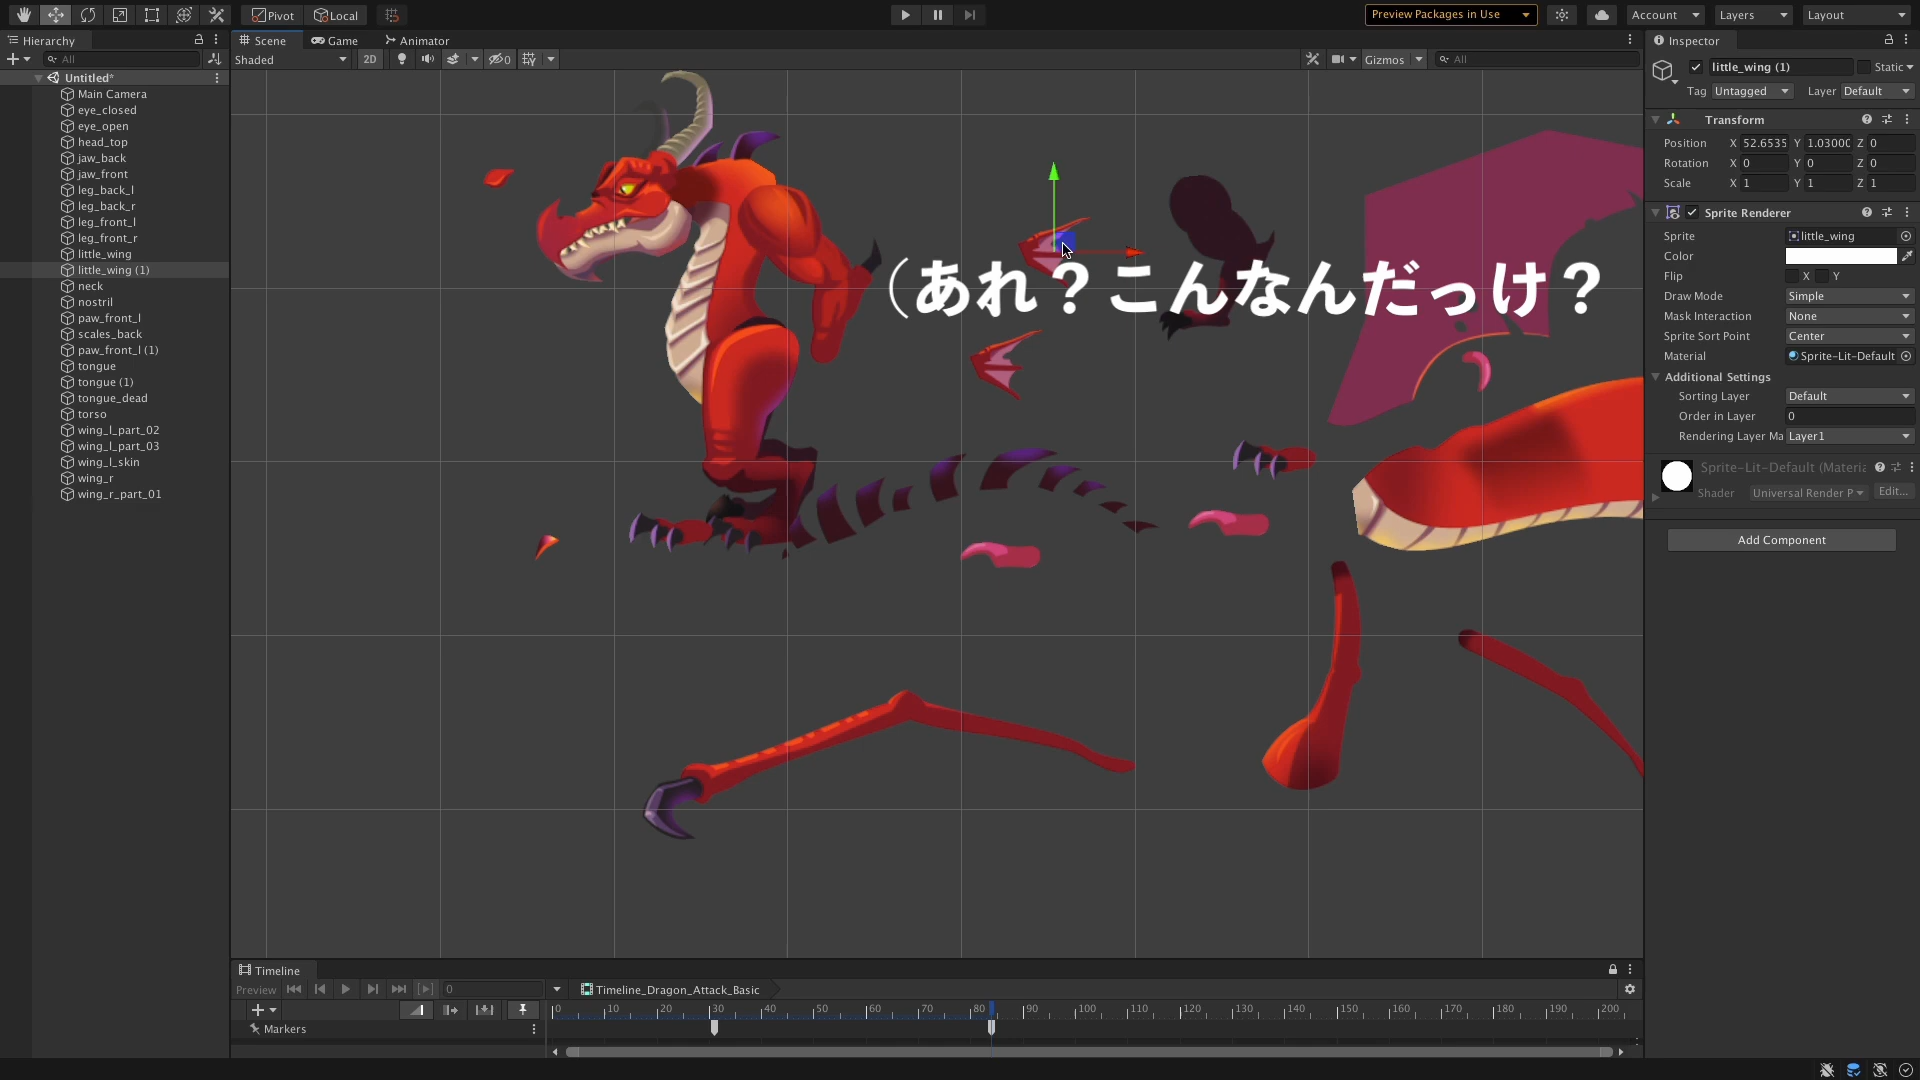 Pivot Local Preview Packages in Use Account Layers Layout
Hierarchy Scene Game Animator Inspector
All Shaded 2D 0 Gizmos All
Untitled*
Main Camera
eye_closed
eye_open
head_top
jaw_back
jaw_front
leg_back_l
leg_back_r
leg_front_l
leg_front_r
little_wing
little_wing (1)
neck
nostril
paw_front_l
scales_back
paw_front_l (1)
tongue
tongue (1)
tongue_dead
torso
wing_l_part_02
wing_l_part_03
wing_l_skin
wing_r
wing_r_part_01
(あれ？こんなんだっけ？
little_wing (1) Static
Tag Untagged Layer Default
Transform
Position X 52.6535 Y 1.0300 Z 0
Rotation X 0 Y 0 Z 0
Scale X 1 Y 1 Z 1
Sprite Renderer
Sprite little_wing
Color
Flip X Y
Draw Mode Simple
Mask Interaction None
Sprite Sort Point Center
Material Sprite-Lit-Default
Additional Settings
Sorting Layer Default
Order in Layer 0
Rendering Layer Ma Layer1
Sprite-Lit-Default (Materia
Shader Universal Render P Edit...
Add Component
Timeline
Preview 0 Timeline_Dragon_Attack_Basic
0 10 20 30 40 50 60 70 80 90 100 110 120 130 140 150 160 170 180 190 200
Markers